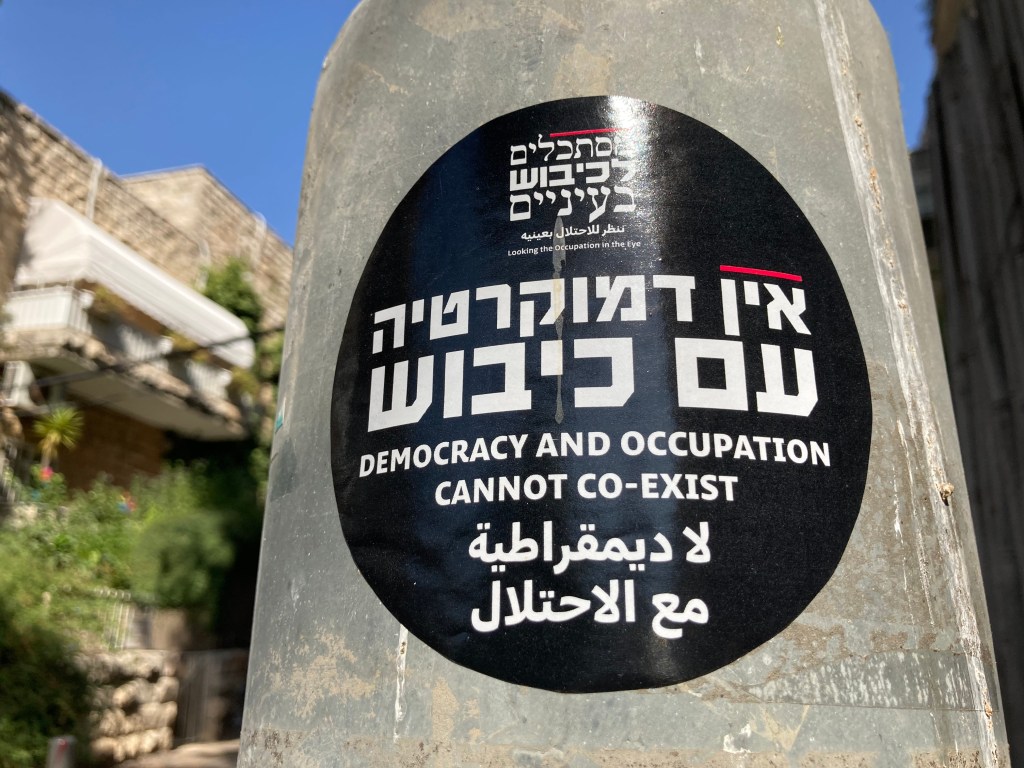 מסתכלים
לכיבוש
בעיניים
ننظر للاحتلال بعينيه
Looking the Occupation in the Eye
אין דמוקרטיה
עם כיבוש
DEMOCRACY AND OCCUPATION
CANNOT CO-EXIST
لا ديمقراطية
مع الاحتلال